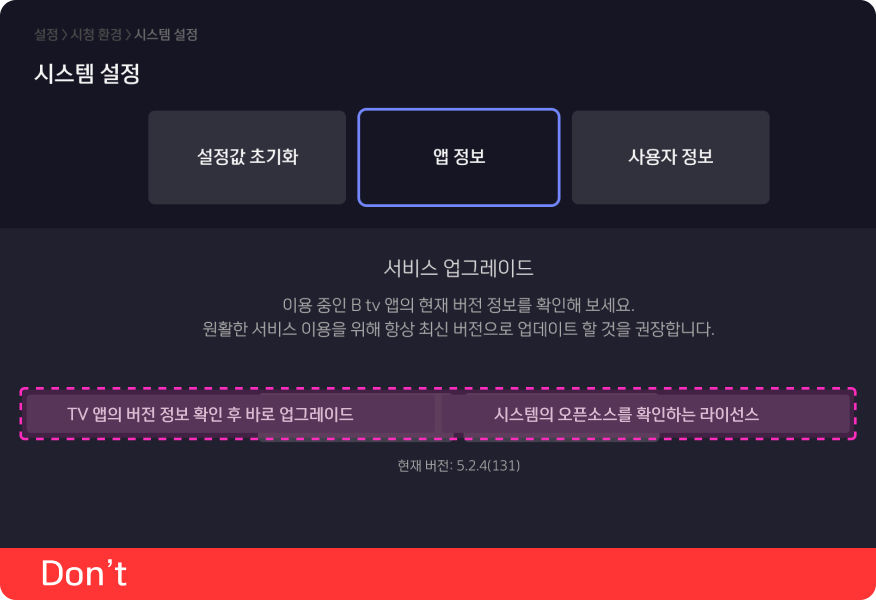 설정 > 시청 환경 > 시스템 설정
시스템 설정
설정값 초기화
앱 정보
사용자 정보
서비스 업그레이드
이용 중인 B tv 앱의 현재 버전 정보를 확인해 보세요.
원활한 서비스 이용을 위해 항상 최신 버전으로 업데이트 할 것을 권장합니다.
TV 앱의 버전 정보 확인 후 바로 업그레이드
시스템의 오픈소스를 확인하는 라이선스
현재 버전: 5.2.4(131)
Don’t